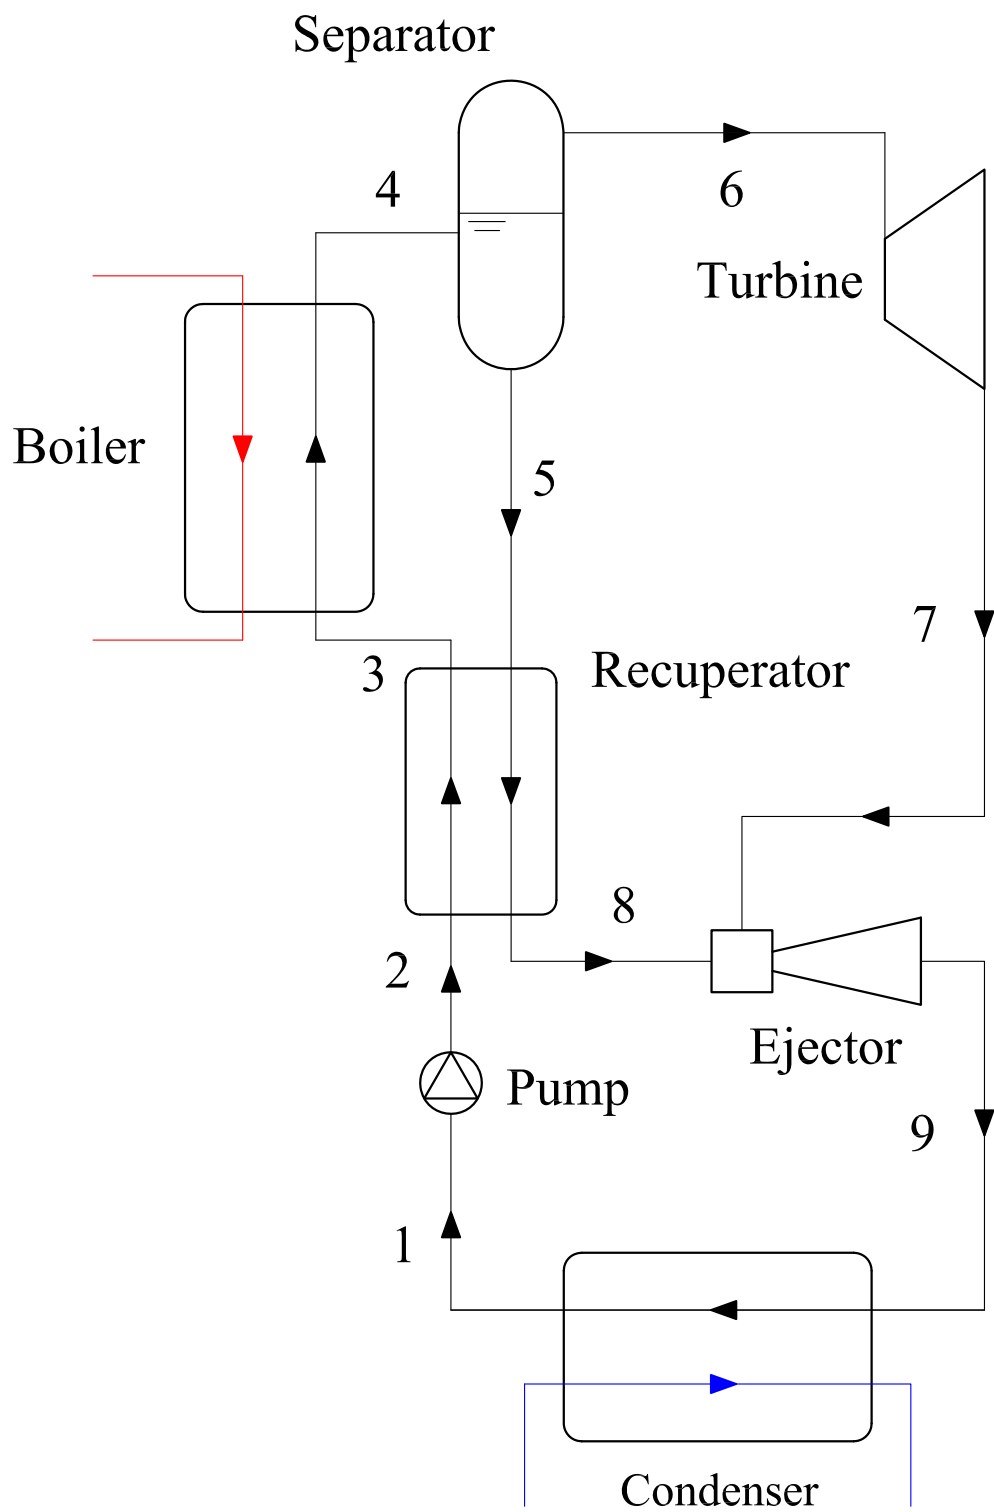 Separator
4
6
Turbine
Boiler
5
7
3
Recuperator
8
2
Ejector
Pump
9
1
Condenser